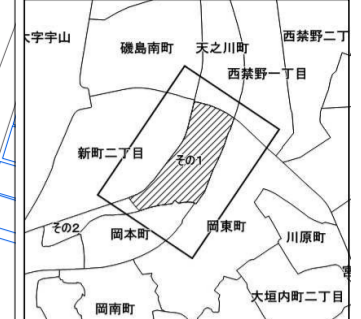 大字宇山
磯島南町
天之川町
西禁野二丁
西禁野一丁目
新町二丁目
その1
その2
岡本町
岡東町
川原町
岡南町
大垣内町二丁目